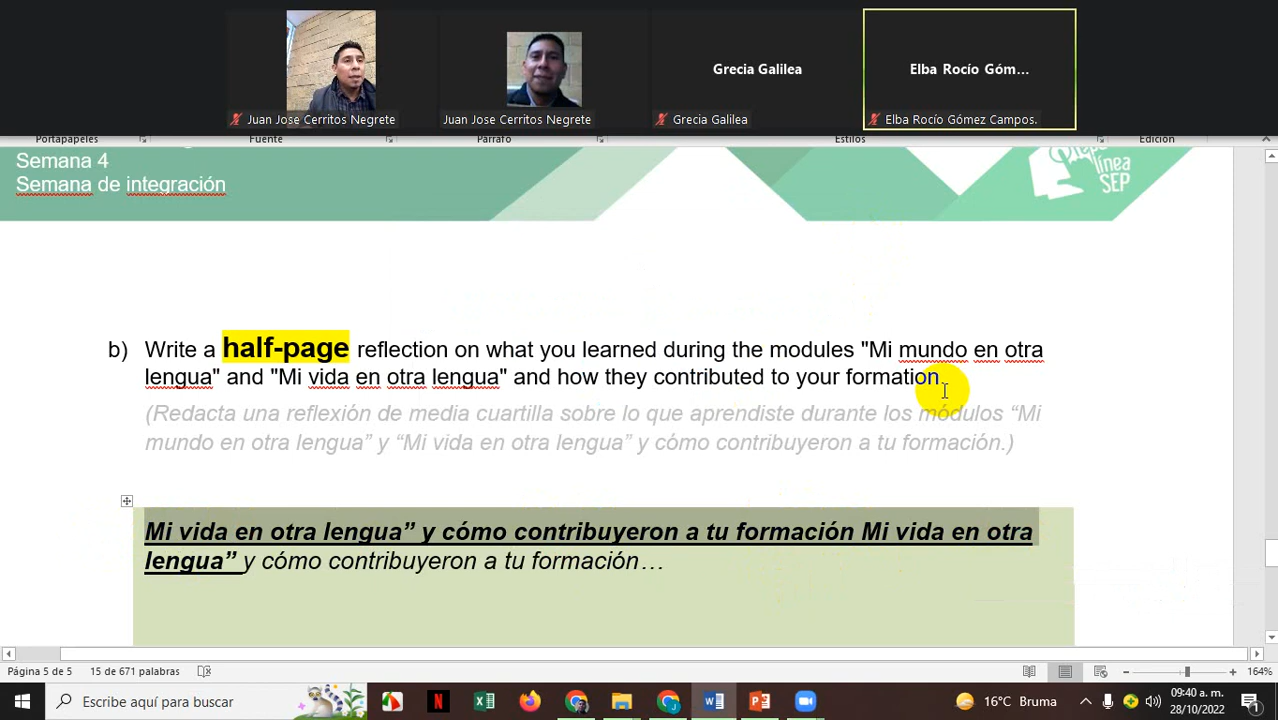 Grecia Galilea
Elba Rocío Góm...
Juan Jose Cerritos Negrete
Juan Jose Cerritos Negrete
Grecia Galilea
Elba Rocío Gómez Campos.
Portapapeles
Fuente
Párrafo
Estilos
Edición
Semana 4
Semana de integración
línea
SEP
b) Write a half-page reflection on what you learned during the modules "Mi mundo en otra
lengua" and "Mi vida en otra lengua" and how they contributed to your formation.
(Redacta una reflexión de media cuartilla sobre lo que aprendiste durante los módulos “Mi
mundo en otra lengua” y “Mi vida en otra lengua” y cómo contribuyeron a tu formación.)
Mi vida en otra lengua” y cómo contribuyeron a tu formación Mi vida en otra
lengua” y cómo contribuyeron a tu formación…
Página 5 de 5
15 de 671 palabras
164%
Escribe aquí para buscar
16°C Bruma
09:40 a. m.
28/10/2022
1